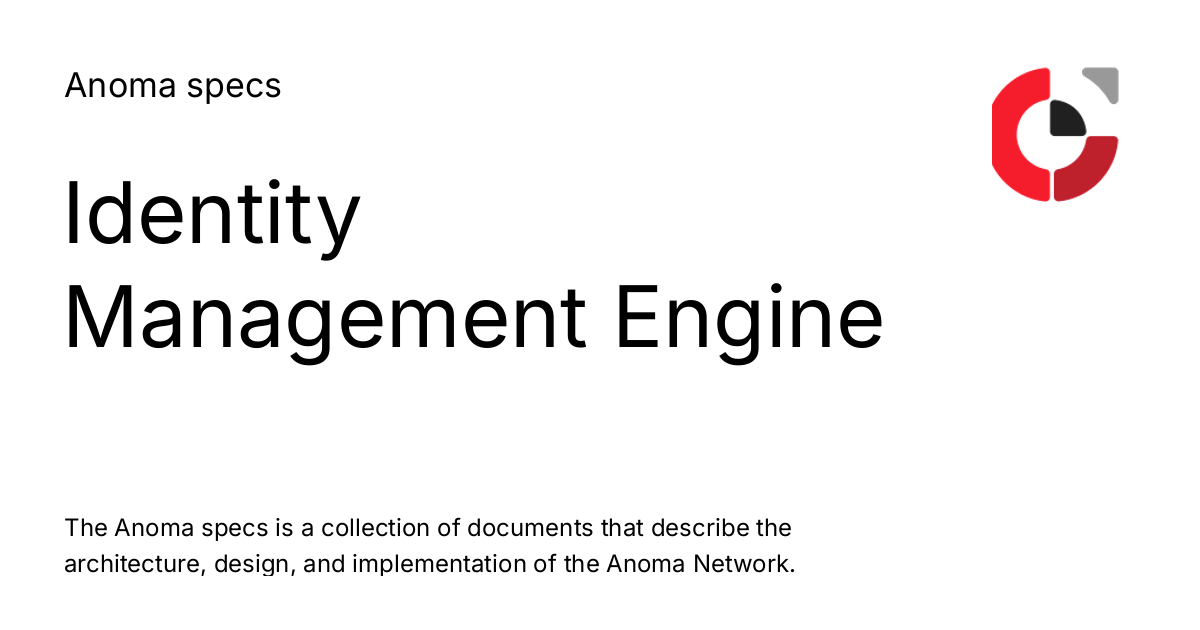 Anoma specs
Identity
Management Engine
The Anoma specs is a collection of documents that describe the
architecture, design, and implementation of the Anoma Network.